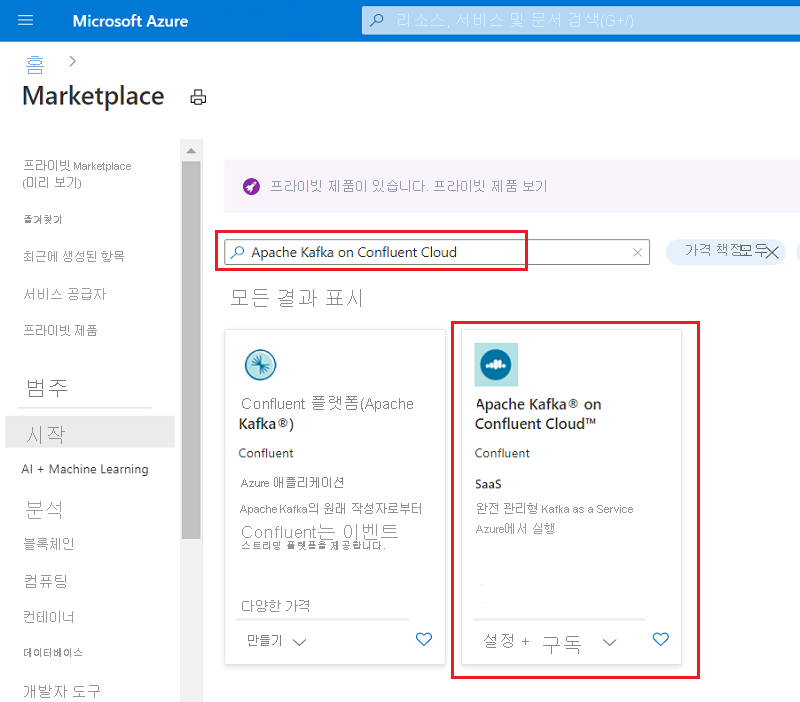 Microsoft Azure
리소스, 서비스 및 문서 검색(G+/)
홈
Marketplace
프라이빗 Marketplace
(미리 보기)
즐겨찾기
최근에 생성된 항목
서비스 공급자
프라이빗 제품
범주
시작
AI + Machine Learning
분석
블록체인
컴퓨팅
컨테이너
데이터베이스
개발자 도구
프라이빗 제품이 있습니다. 프라이빗 제품 보기
Apache Kafka on Confluent Cloud
가격 책정 모두
모든 결과 표시
Confluent 플랫폼(Apache
Kafka®)
Confluent
Azure 애플리케이션
Apache Kafka의 원래 작성자로부터
Confluent는 이벤트
스트리밍 플랫폼을 제공합니다.
다양한 가격
만들기
Apache Kafka® on
Confluent Cloud™
Confluent
SaaS
완전 관리형 Kafka as a Service
Azure에서 실행
설정 + 구독